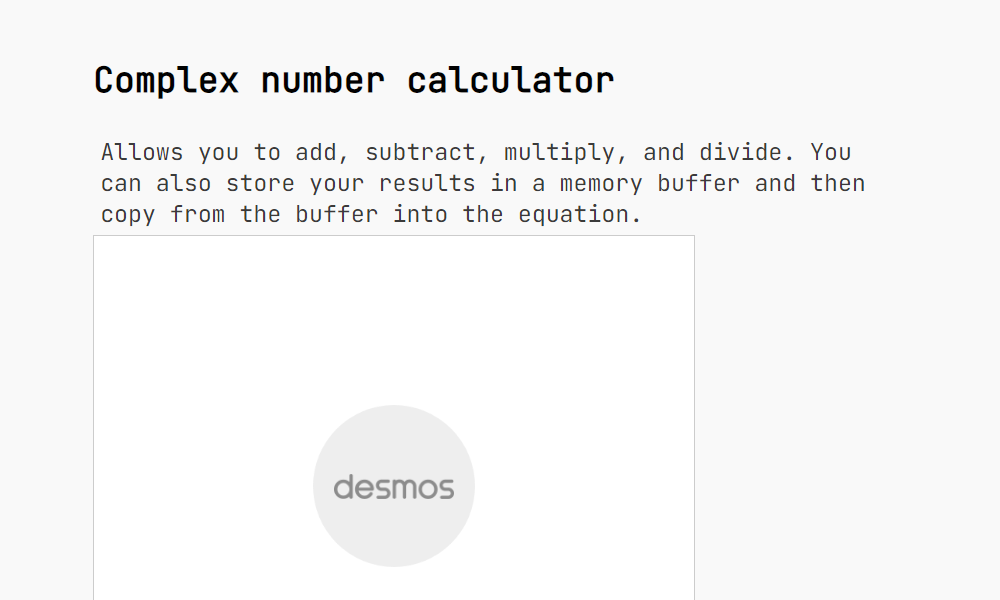 Complex number calculator
Allows you to add, subtract, multiply, and divide. You
can also store your results in a memory buffer and then
copy from the buffer into the equation.
desmos